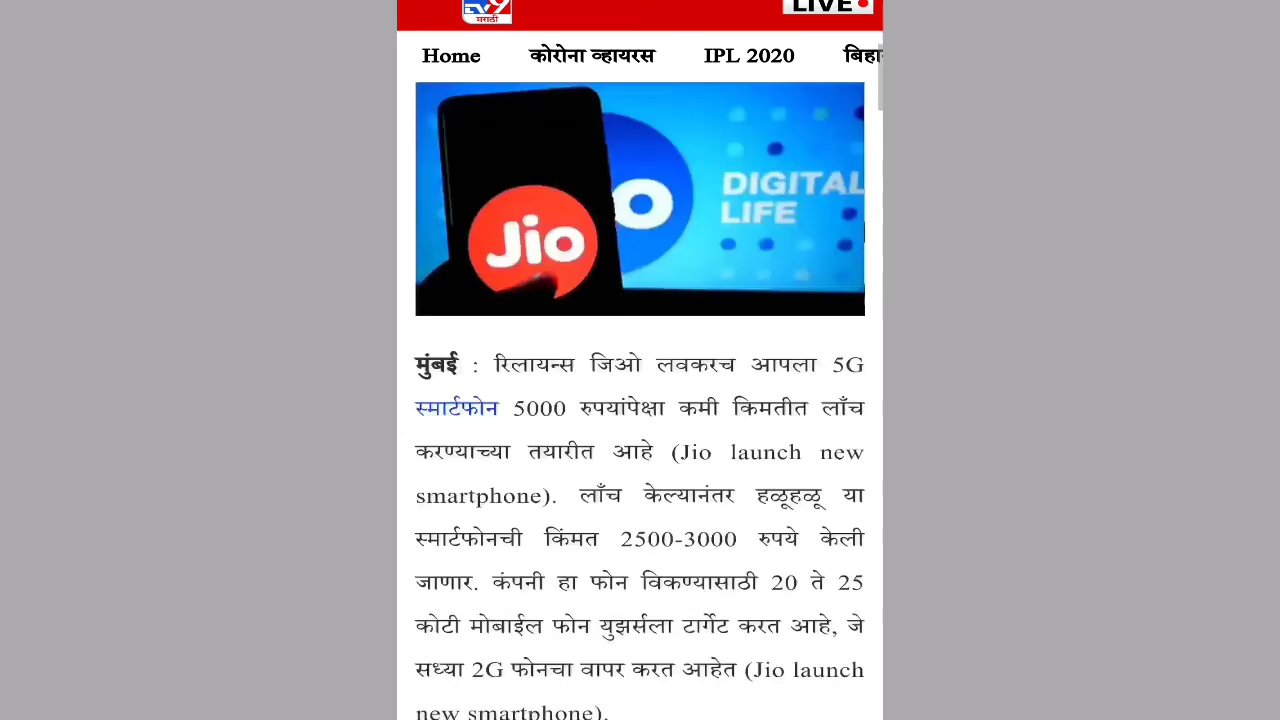 TV9
मराठी
LIVE
Home कोरोना व्हायरस IPL 2020
Jio
DIGITAL
LIFE
मुंबई : रिलायन्स जिओ लवकरच आपला 5G
स्मार्टफोन 5000 रुपयांपेक्षा कमी किमतीत लाँच
करण्याच्या तयारीत आहे (Jio launch new
smartphone). लाँच केल्यानंतर हळूहळू या
स्मार्टफोनची किंमत 2500-3000 रुपये केली
जाणार. कंपनी हा फोन विकण्यासाठी 20 ते 25
कोटी मोबाईल फोन युझर्सला टार्गेट करत आहे, जे
सध्या 2G फोनचा वापर करत आहेत (Jio launch
new smartphone).